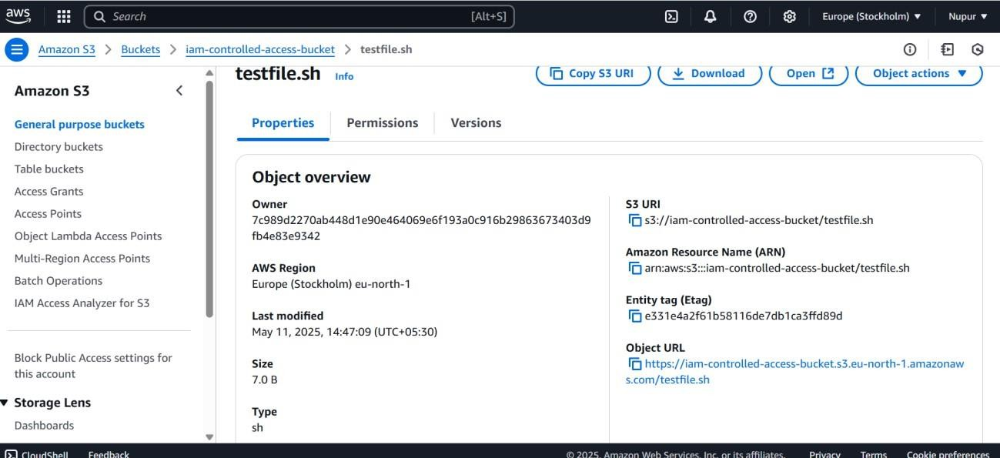 aws
Search [Alt+S]
Europe (Stockholm) ▼ Nupur ▼
Amazon S3 > Buckets > iam-controlled-access-bucket > testfile.sh
Amazon S3
General purpose buckets
Directory buckets
Table buckets
Access Grants
Access Points
Object Lambda Access Points
Multi-Region Access Points
Batch Operations
IAM Access Analyzer for S3
Block Public Access settings for
this account
Storage Lens
Dashboards
testfile.sh Info
Copy S3 URI Download Open Object actions ▼
Properties Permissions Versions
Object overview
Owner
7c989d2270ab448d1e90e464069e6f193a0c916b29863673403d9
fb4e83e9342
AWS Region
Europe (Stockholm) eu-north-1
Last modified
May 11, 2025, 14:47:09 (UTC+05:30)
Size
7.0 B
Type
sh
S3 URI
s3://iam-controlled-access-bucket/testfile.sh
Amazon Resource Name (ARN)
arn:aws:s3:::iam-controlled-access-bucket/testfile.sh
Entity tag (Etag)
e331e4a2f61b58116de7db1ca3ffd89d
Object URL
https://iam-controlled-access-bucket.s3.eu-north-1.amazonaw
s.com/testfile.sh
CloudShell Feedback © 2025, Amazon Web Services, Inc. or its affiliates. Privacy Terms Cookie preferences